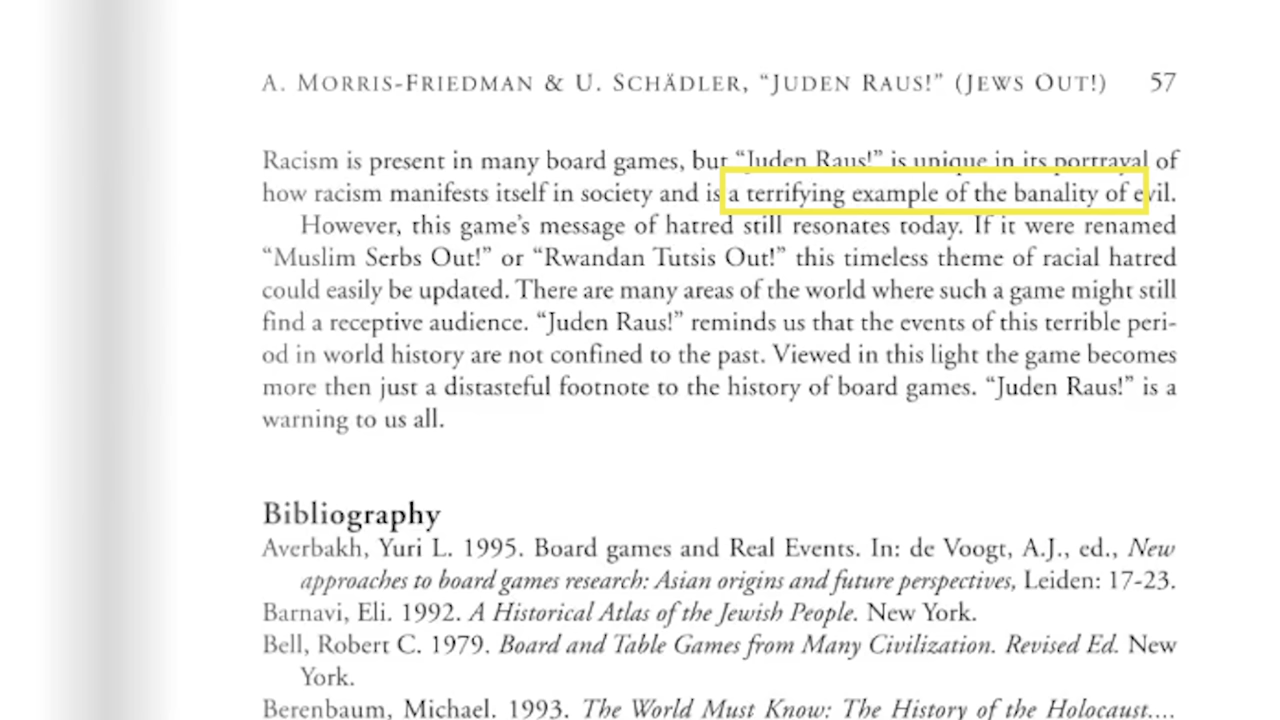 A. MORRIS-FRIEDMAN & U. SCHÄDLER, “JUDEN RAUS!” (JEWS OUT!) 57
Racism is present in many board games, but “Juden Raus!” is unique in its portrayal of
how racism manifests itself in society and is a terrifying example of the banality of evil.
However, this game’s message of hatred still resonates today. If it were renamed
“Muslim Serbs Out!” or “Rwandan Tutsis Out!” this timeless theme of racial hatred
could easily be updated. There are many areas of the world where such a game might still
find a receptive audience. “Juden Raus!” reminds us that the events of this terrible peri-
od in world history are not confined to the past. Viewed in this light the game becomes
more then just a distasteful footnote to the history of board games. “Juden Raus!” is a
warning to us all.
Bibliography
Averbakh, Yuri L. 1995. Board games and Real Events. In: de Voogt, A.J., ed., New
approaches to board games research: Asian origins and future perspectives, Leiden: 17-23.
Barnavi, Eli. 1992. A Historical Atlas of the Jewish People. New York.
Bell, Robert C. 1979. Board and Table Games from Many Civilization. Revised Ed. New
York.
Berenbaum, Michael. 1993. The World Must Know: The History of the Holocaust....